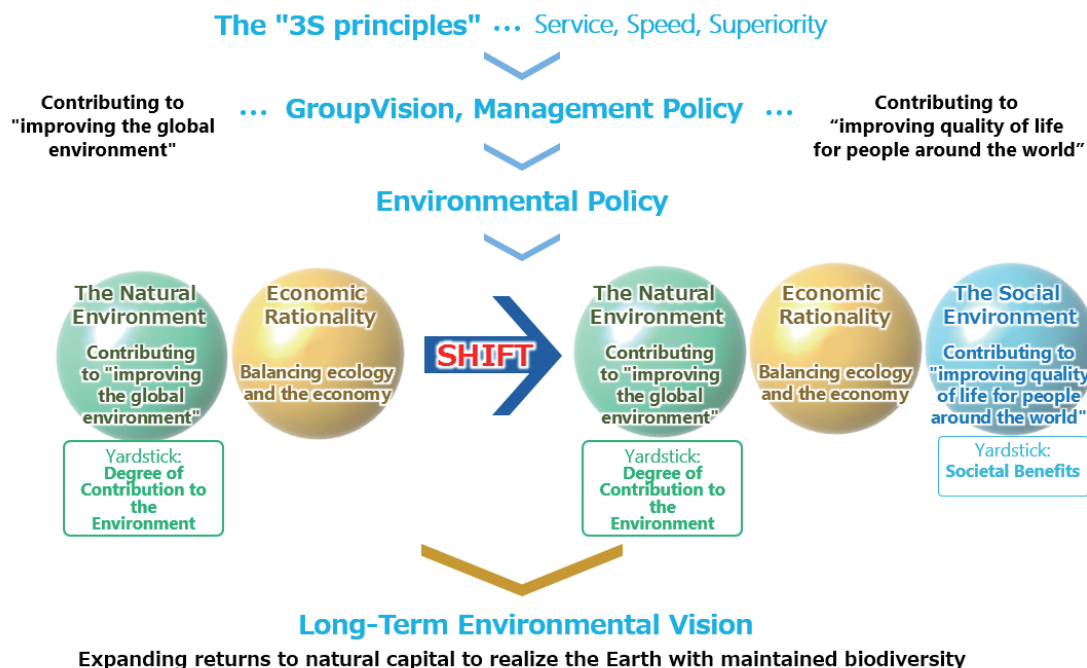 The "3S principles" ... Service, Speed, Superiority
Contributing to
"improving the global
environment"
... GroupVision, Management Policy ...
Contributing to
“improving quality of life
for people around the world”
Environmental Policy
The Natural
Environment
Contributing
to "improving
the global
environment"
Yardstick:
Degree of
Contribution to
the
Environment
Economic
Rationality
Balancing ecology
and the economy
SHIFT
The Natural
Environment
Contributing
to "improving
the global
environment"
Yardstick:
Degree of
Contribution to
the
Environment
Economic
Rationality
Balancing ecology
and the economy
The Social
Environment
Contributing to
"improving quality
of life for people
around the world"
Yardstick:
Societal Benefits
Long-Term Environmental Vision
Expanding returns to natural capital to realize the Earth with maintained biodiversity